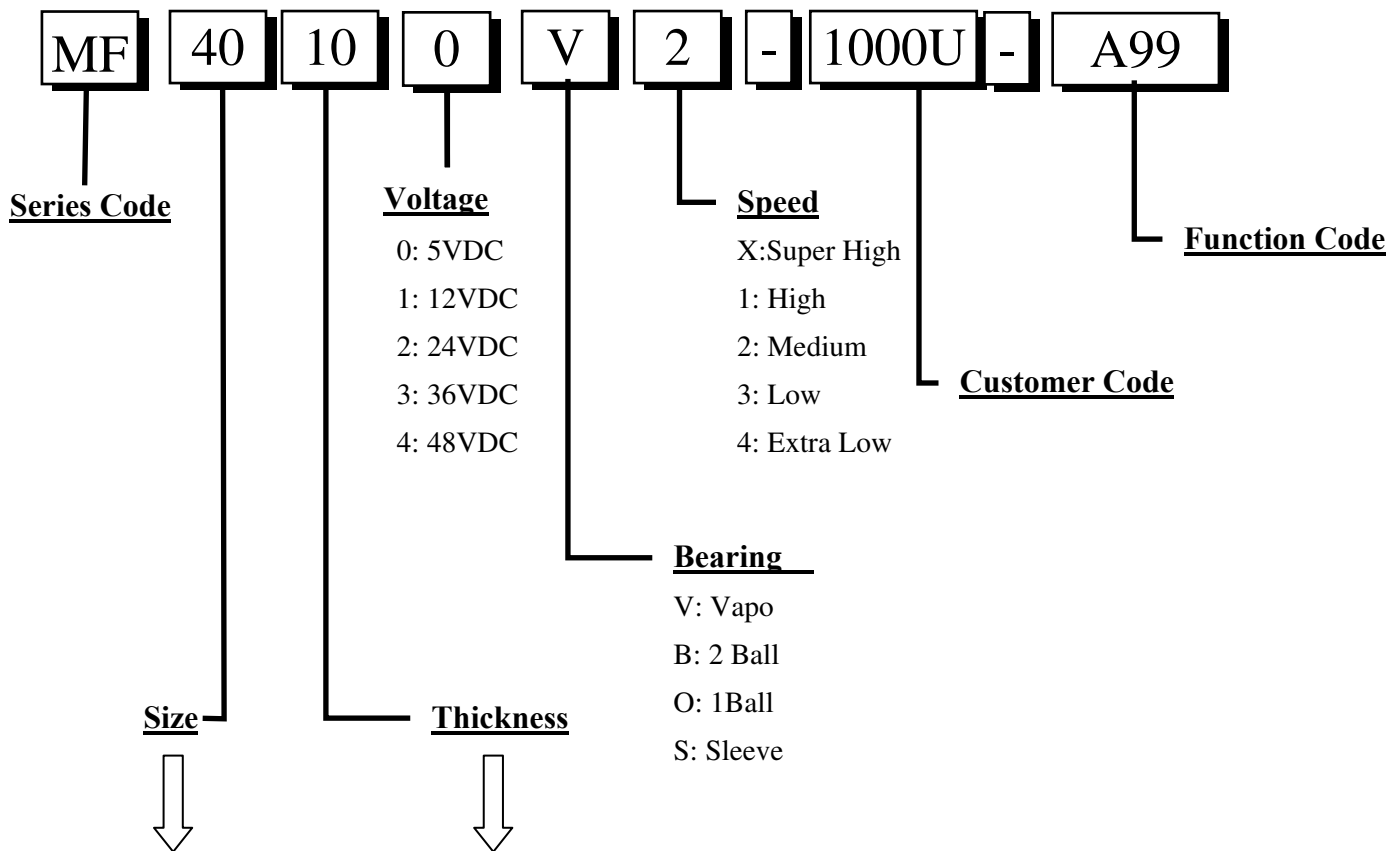 MF 40 10 0 V 2 - 1000U - A99
Series Code
Voltage
0: 5VDC
1: 12VDC
2: 24VDC
3: 36VDC
4: 48VDC
Speed
X:Super High
1: High
2: Medium
3: Low
4: Extra Low
Function Code
Customer Code
Bearing
V: Vapo
B: 2 Ball
O: 1Ball
S: Sleeve
Size
Thickness